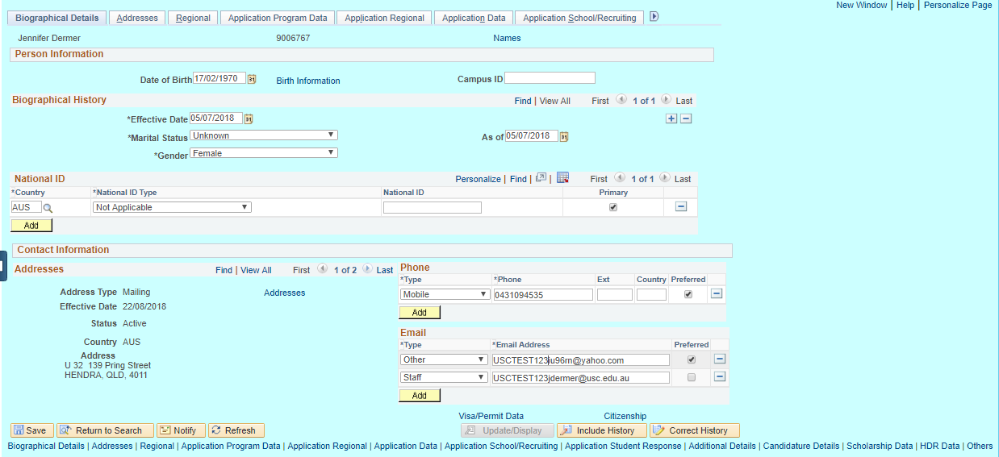 New Window | Help | Personalize Page
Biographical Details Addresses Regional Application Program Data Application Regional Application Data Application School/Recruiting
Jennifer Dermer 9006767 Names
Person Information
Date of Birth 17/02/1970 31 Birth Information Campus ID
Biographical History Find | View All First 1 of 1 Last
*Effective Date 05/07/2018 31
*Marital Status Unknown As of 05/07/2018 31
*Gender Female
National ID Personalize | Find | | First 1 of 1 Last
*Country *National ID Type National ID Primary
AUS Not Applicable
Add
Contact Information
Addresses Find | View All First 1 of 2 Last
Address Type Mailing Addresses
Effective Date 22/08/2018
Status Active
Country AUS
Address
U 32 139 Pring Street
HENDRA, QLD, 4011
Phone
*Type *Phone Ext Country Preferred
Mobile 0431094535
Add
Email
*Type *Email Address Preferred
Other USCTEST123iu96rn@yahoo.com
Staff USCTEST123jdermer@usc.edu.au
Add
Visa/Permit Data Citizenship
Save Return to Search Notify Refresh Update/Display Include History Correct History
Biographical Details | Addresses | Regional | Application Program Data | Application Regional | Application Data | Application School/Recruiting | Application Student Response | Additional Details | Candidature Details | Scholarship Data | HDR Data | Others